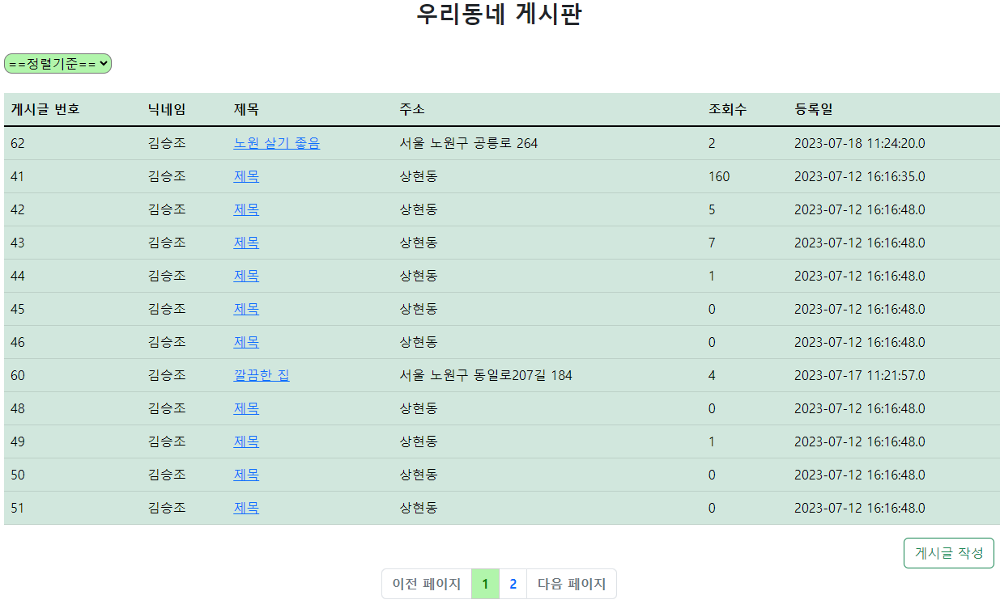 우리동네 게시판
==정렬기준==
게시글 번호 닉네임 제목 주소 조회수 등록일
62 김승조 노원 살기 좋음 서울 노원구 공릉로 264 2 2023-07-18 11:24:20.0
41 김승조 제목 상현동 160 2023-07-12 16:16:35.0
42 김승조 제목 상현동 5 2023-07-12 16:16:48.0
43 김승조 제목 상현동 7 2023-07-12 16:16:48.0
44 김승조 제목 상현동 1 2023-07-12 16:16:48.0
45 김승조 제목 상현동 0 2023-07-12 16:16:48.0
46 김승조 제목 상현동 0 2023-07-12 16:16:48.0
60 김승조 깔끔한 집 서울 노원구 동일로207길 184 4 2023-07-17 11:21:57.0
48 김승조 제목 상현동 0 2023-07-12 16:16:48.0
49 김승조 제목 상현동 1 2023-07-12 16:16:48.0
50 김승조 제목 상현동 0 2023-07-12 16:16:48.0
51 김승조 제목 상현동 0 2023-07-12 16:16:48.0
게시글 작성
이전 페이지 1 2 다음 페이지